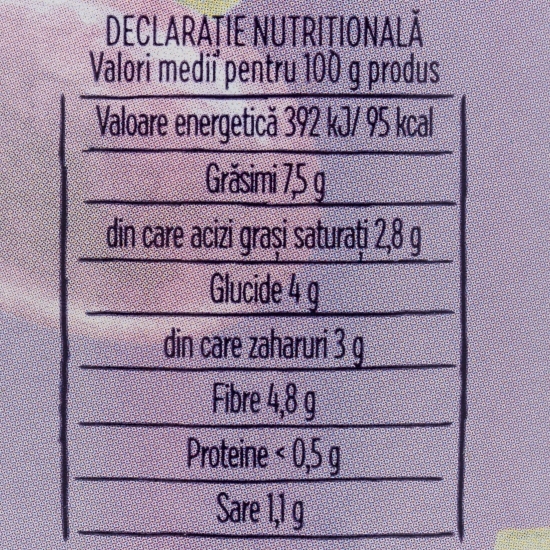 DECLARAȚIE NUTRIȚIONALĂ
Valori medii pentru 100 g produs
Valoare energetică 392 kJ/ 95 kcal
Grăsimi 7,5 g
din care acizi grași saturați 2,8 g
Glucide 4 g
din care zaharuri 3 g
Fibre 4,8 g
Proteine < 0,5 g
Sare 1,1 g